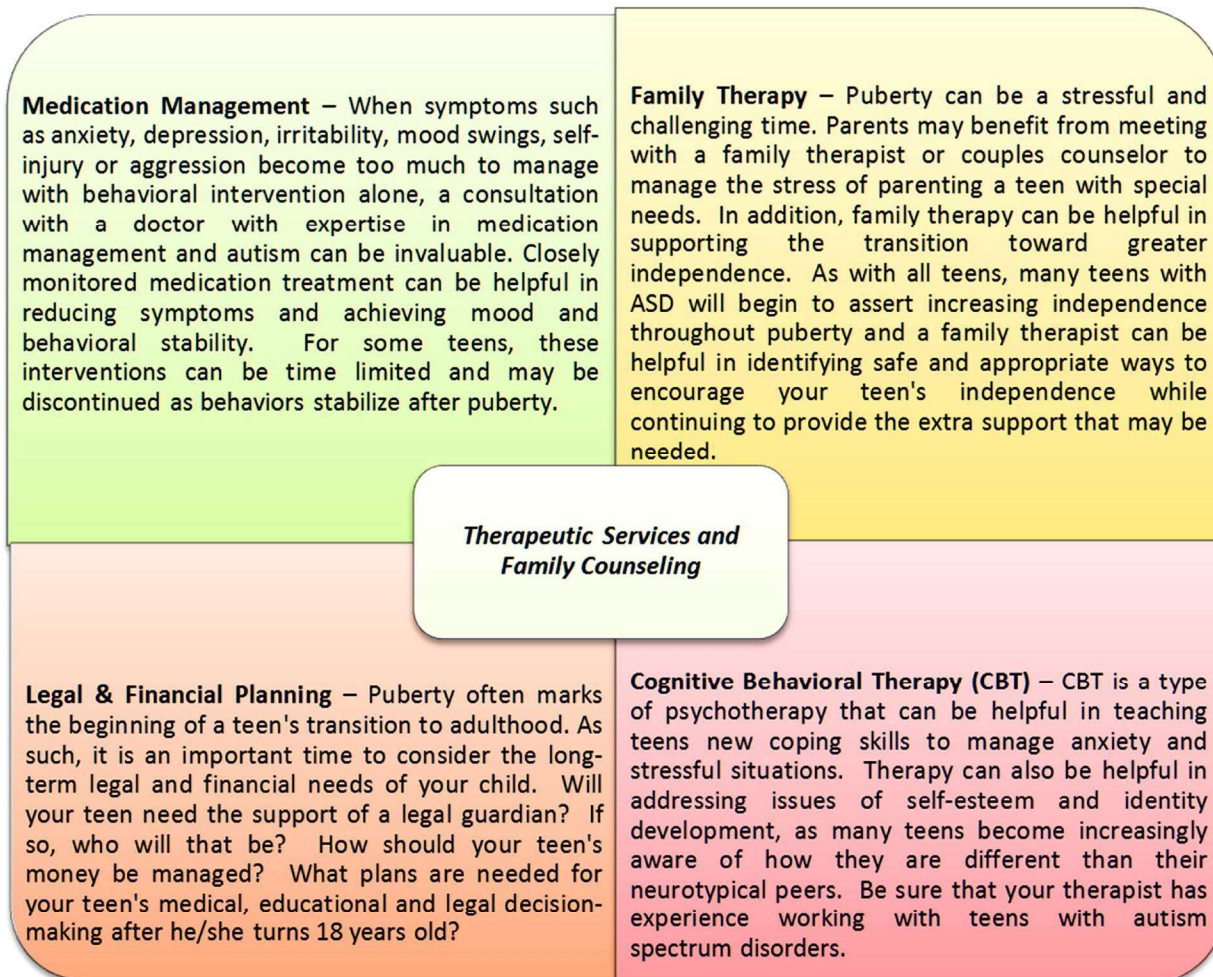 Medication Management – When symptoms such
as anxiety, depression, irritability, mood swings, self-
injury or aggression become too much to manage
with behavioral intervention alone, a consultation
with a doctor with expertise in medication
management and autism can be invaluable. Closely
monitored medication treatment can be helpful in
reducing symptoms and achieving mood and
behavioral stability. For some teens, these
interventions can be time limited and may be
discontinued as behaviors stabilize after puberty.
Family Therapy – Puberty can be a stressful and
challenging time. Parents may benefit from meeting
with a family therapist or couples counselor to
manage the stress of parenting a teen with special
needs. In addition, family therapy can be helpful in
supporting the transition toward greater
independence. As with all teens, many teens with
ASD will begin to assert increasing independence
throughout puberty and a family therapist can be
helpful in identifying safe and appropriate ways to
encourage your teen's independence while
continuing to provide the extra support that may be
needed.
Therapeutic Services and
Family Counseling
Legal & Financial Planning – Puberty often marks
the beginning of a teen's transition to adulthood. As
such, it is an important time to consider the long-
term legal and financial needs of your child. Will
your teen need the support of a legal guardian? If
so, who will that be? How should your teen's
money be managed? What plans are needed for
your teen's medical, educational and legal decision-
making after he/she turns 18 years old?
Cognitive Behavioral Therapy (CBT) – CBT is a type
of psychotherapy that can be helpful in teaching
teens new coping skills to manage anxiety and
stressful situations. Therapy can also be helpful in
addressing issues of self-esteem and identity
development, as many teens become increasingly
aware of how they are different than their
neurotypical peers. Be sure that your therapist has
experience working with teens with autism
spectrum disorders.